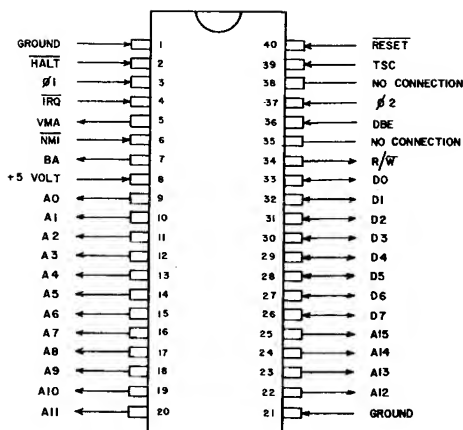 GROUND 1 40 R̅E̅S̅E̅T̅
H̅A̅L̅T̅ 2 39 TSC
Ø1 3 38 NO CONNECTION
I̅R̅Q̅ 4 37 Ø2
VMA 5 36 DBE
N̅M̅I̅ 6 35 NO CONNECTION
BA 7 34 R/W̅
+5 VOLT 8 33 D0
A0 9 32 D1
A1 10 31 D2
A2 11 30 D3
A3 12 29 D4
A4 13 28 D5
A5 14 27 D6
A6 15 26 D7
A7 16 25 A15
A8 17 24 A14
A9 18 23 A13
A10 19 22 A12
A11 20 21 GROUND